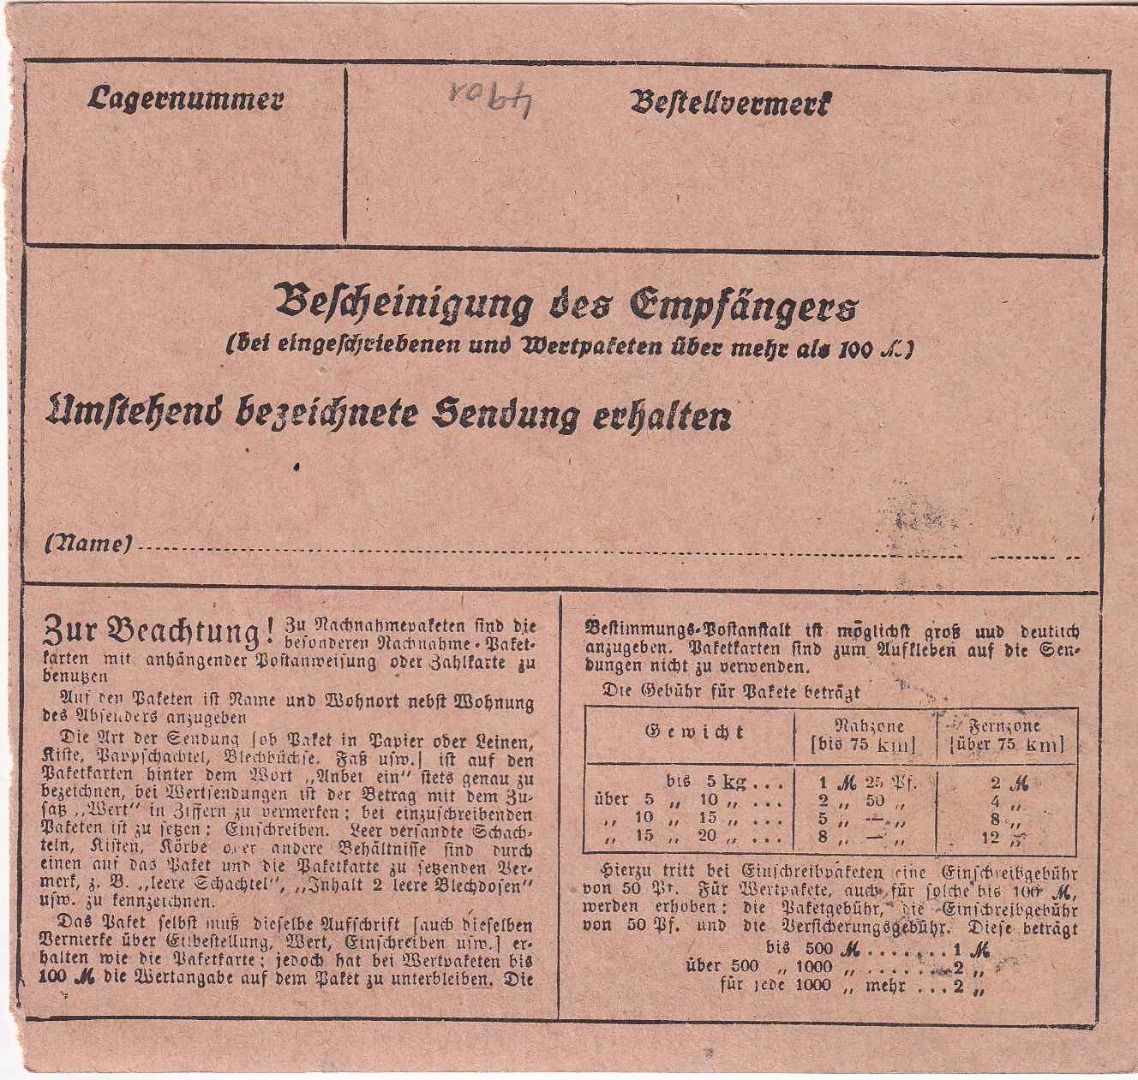 Lagernummer
4901
Bestellvermerk
Bescheinigung des Empfängers
(bei eingeschriebenen und Wertpaketen über mehr als 100 ℳ)
Umstehend bezeichnete Sendung erhalten
(Name)
Zur Beachtung! Zu Nachnahmepaketen sind die
besonderen Nachnahme-Paket-
karten mit anhängender Postanweisung oder Zahlkarte zu
benutzen
Auf den Paketen ist Name und Wohnort nebst Wohnung
des Absenders anzugeben
Die Art der Sendung [ob Paket in Papier oder Leinen,
Kiste, Pappschachtel, Blechbüchse. Faß usw.] ist auf den
Paketkarten hinter dem Wort „Anbei ein" stets genau zu
bezeichnen, bei Wertsendungen ist der Betrag mit dem Zu-
satz „Wert" in Ziffern zu vermerken; bei einzuschreibenden
Paketen ist zu setzen: Einschreiben. Leer versandte Schach-
teln, Kisten, Körbe oder andere Behältnisse sind durch
einen auf das Paket und die Paketkarte zu setzenden Ver-
merk, z. B. „leere Schachtel", „Inhalt 2 leere Blechdosen"
usw. zu kennzeichnen.
Das Paket selbst muß dieselbe Aufschrift [auch dieselben
Vermerke über Eilbestellung, Wert, Einschreiben usw.] er-
halten wie die Paketkarte; jedoch hat bei Wertpaketen bis
100 ℳ die Wertangabe auf dem Paket zu unterbleiben. Die
Bestimmungs-Postanstalt ist möglichst groß und deutlich
anzugeben. Paketkarten sind zum Aufkleben auf die Sen-
dungen nicht zu verwenden.
Die Gebühr für Pakete beträgt
Gewicht Nahzone Fernzone
[bis 75 km] [über 75 km]
bis 5 kg ... 1 ℳ 25 Pf. 2 ℳ
über 5 „ 10 „ ... 2 „ 50 „ 4 „
„ 10 „ 15 „ ... 5 „ — „ 8 „
„ 15 „ 20 „ ... 8 „ — „ 12 „
Hierzu tritt bei Einschreibpaketen eine Einschreibgebühr
von 50 Pf. Für Wertpakete, auch für solche bis 100 ℳ,
werden erhoben: die Paketgebühr, die Einschreibgebühr
von 50 Pf. und die Versicherungsgebühr. Diese beträgt
bis 500 ℳ ....... 1 ℳ
über 500 „ 1000 „ ....... 2 „
für jede 1000 „ mehr ... 2 „